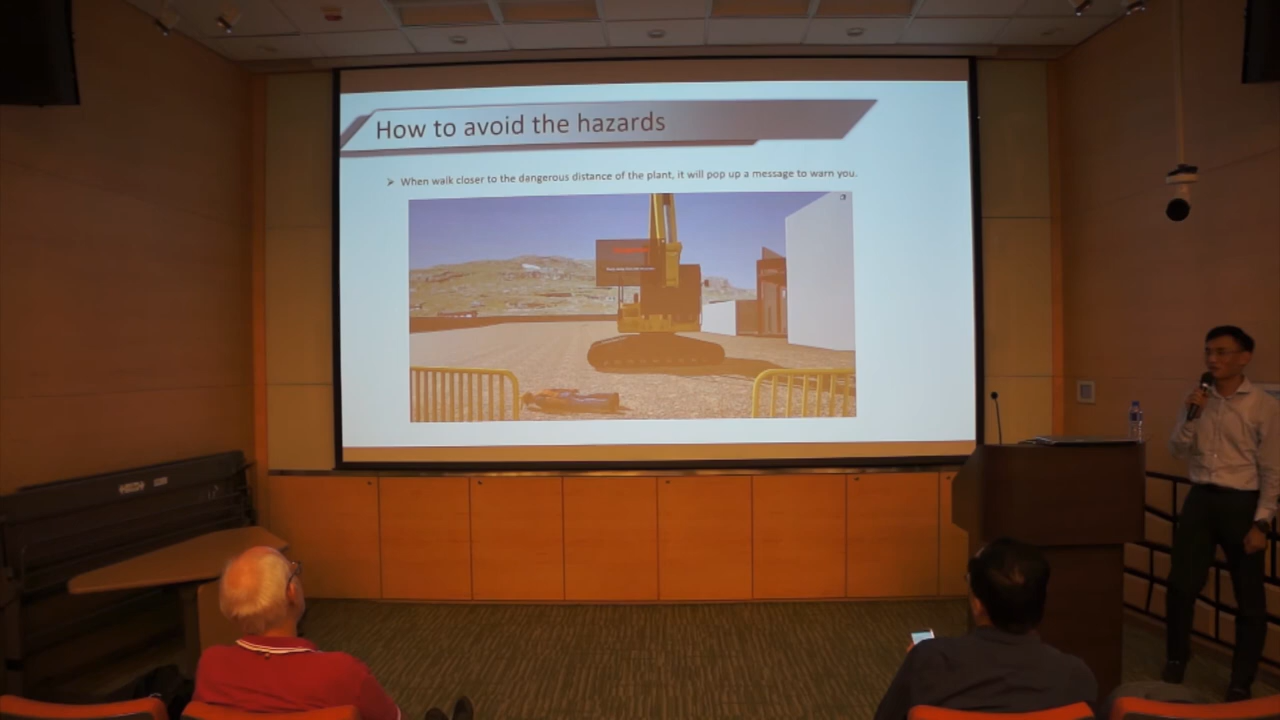 How to avoid the hazards
➢ When walk closer to the dangerous distance of the plant, it will pop up a message to warn you.